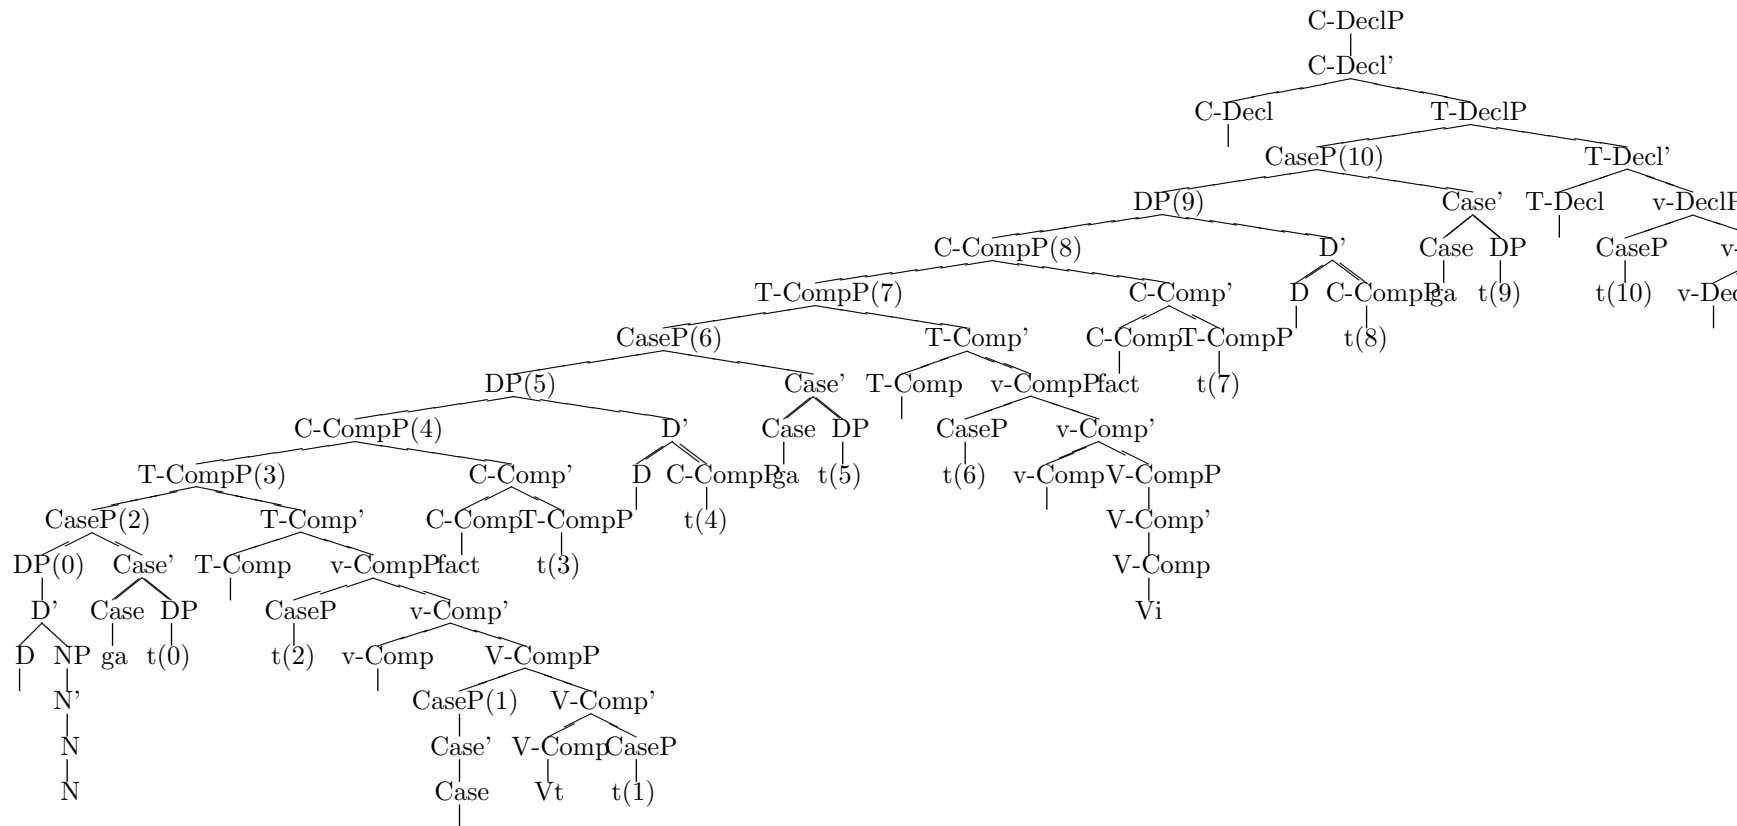 C-DeclP
C-Decl'
C-Decl T-DeclP
CaseP(10) T-Decl'
DP(9) Case' T-Decl v-DeclP
C-CompP(8) D' Case DP CaseP v-
T-CompP(7) C-Comp' D C-CompP ga t(9) t(10) v-Dec
CaseP(6) T-Comp' C-Comp T-CompP t(8)
DP(5) Case' T-Comp v-CompP fact t(7)
C-CompP(4) D' Case DP CaseP v-Comp'
T-CompP(3) C-Comp' D C-CompP ga t(5) t(6) v-Comp V-CompP
CaseP(2) T-Comp' C-Comp T-CompP t(4) V-Comp'
DP(0) Case' T-Comp v-CompP fact t(3) V-Comp
D' Case DP CaseP v-Comp' Vi
D NP ga t(0) t(2) v-Comp V-CompP
N' CaseP(1) V-Comp'
N Case' V-Comp CaseP
N Case Vt t(1)